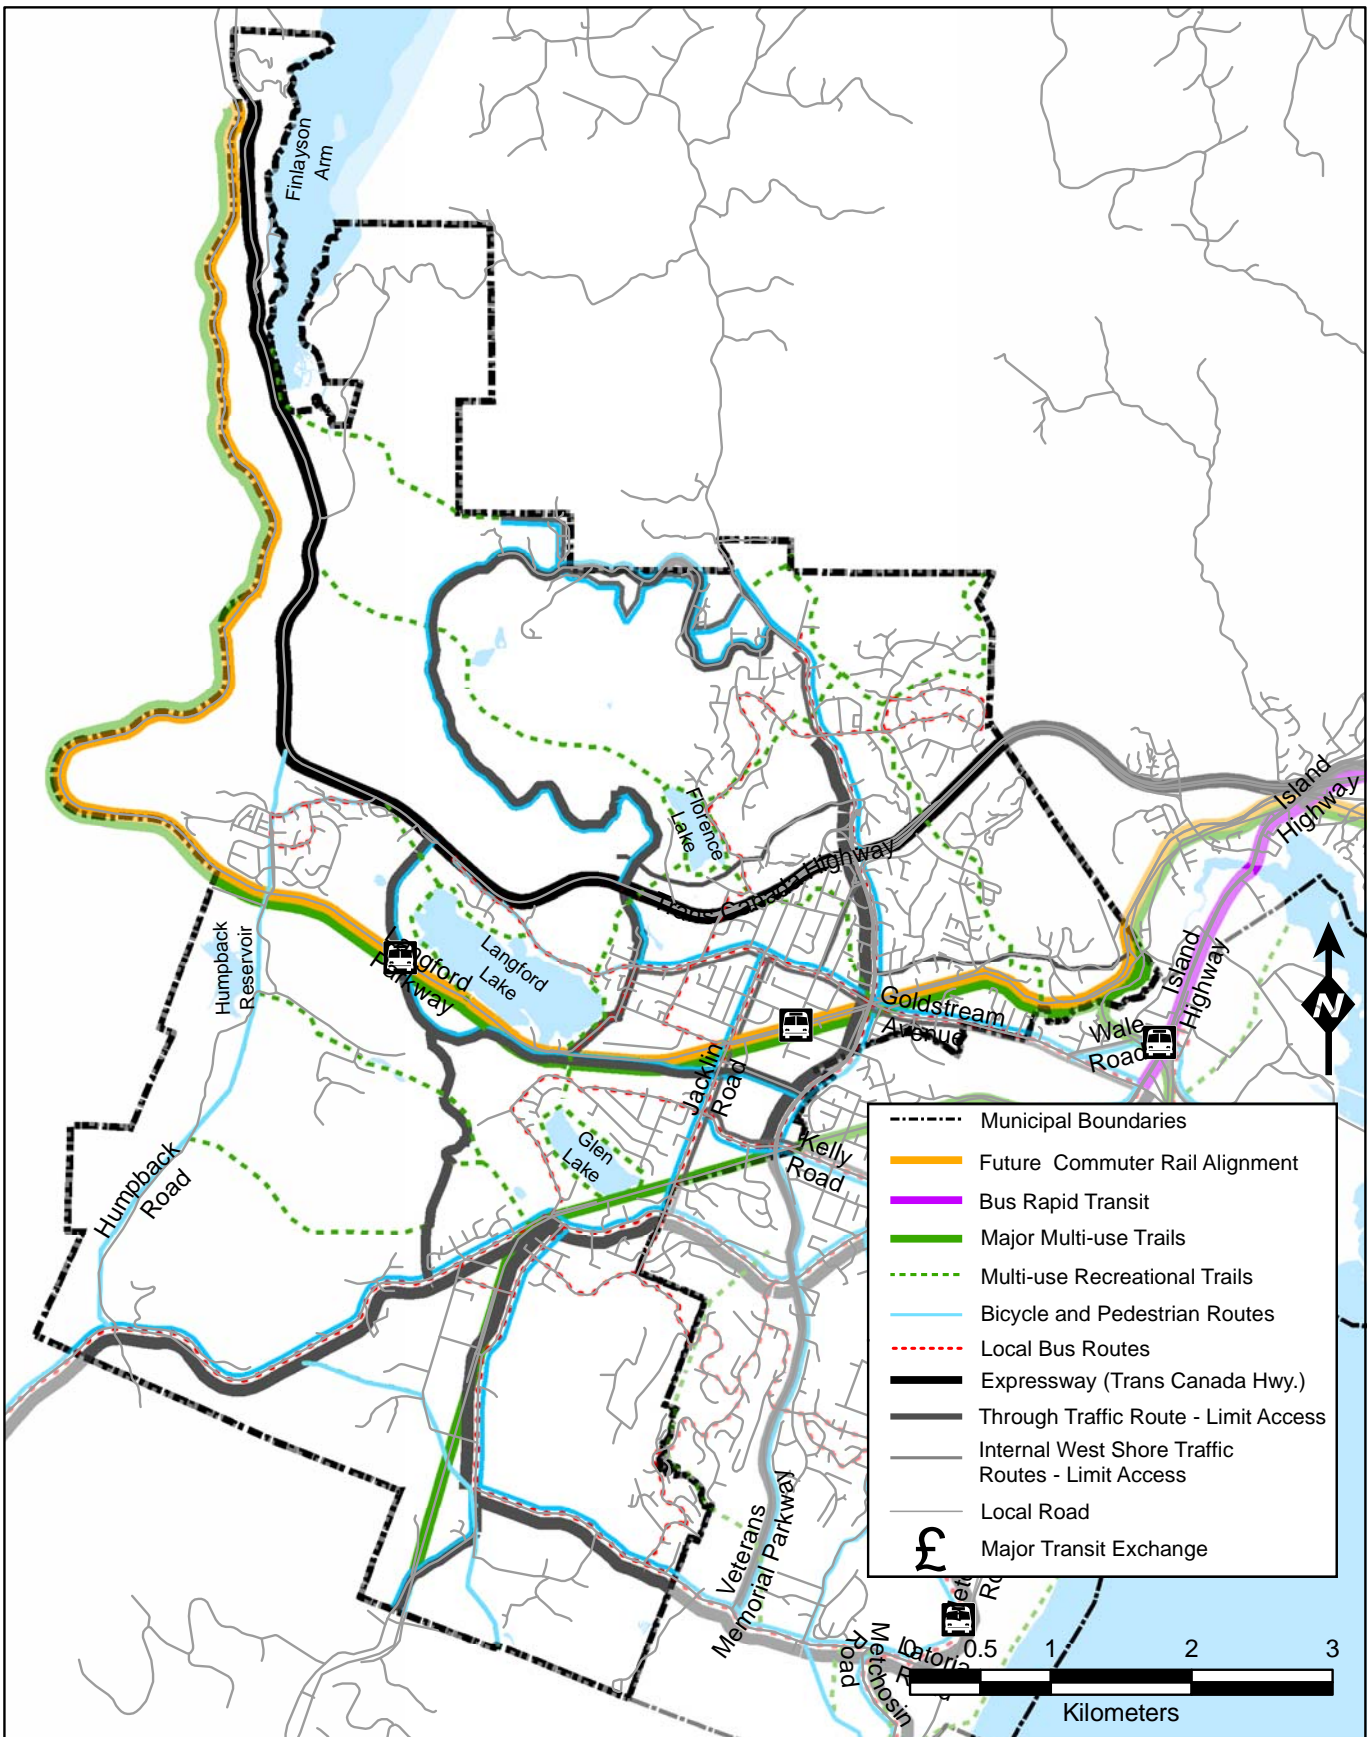 Finlayson
Arm
Florence
Lake
Island
Highway
Trans Canada Highway
Humpback
Reservoir
Langford
Parkway
Langford
Lake
Island
Highway
Goldstream
Avenue
Wale
Road
N
Jacklin
Road
Glen
Lake
Kelly
Road
Humpback
Road
Municipal Boundaries
Future Commuter Rail Alignment
Bus Rapid Transit
Major Multi-use Trails
Multi-use Recreational Trails
Bicycle and Pedestrian Routes
Local Bus Routes
Expressway (Trans Canada Hwy.)
Through Traffic Route - Limit Access
Internal West Shore Traffic
Routes - Limit Access
Local Road
£ Major Transit Exchange
Veterans
Memorial Parkway
Metchosin
Road
Latoria
0 0.5 1 2 3
Kilometers